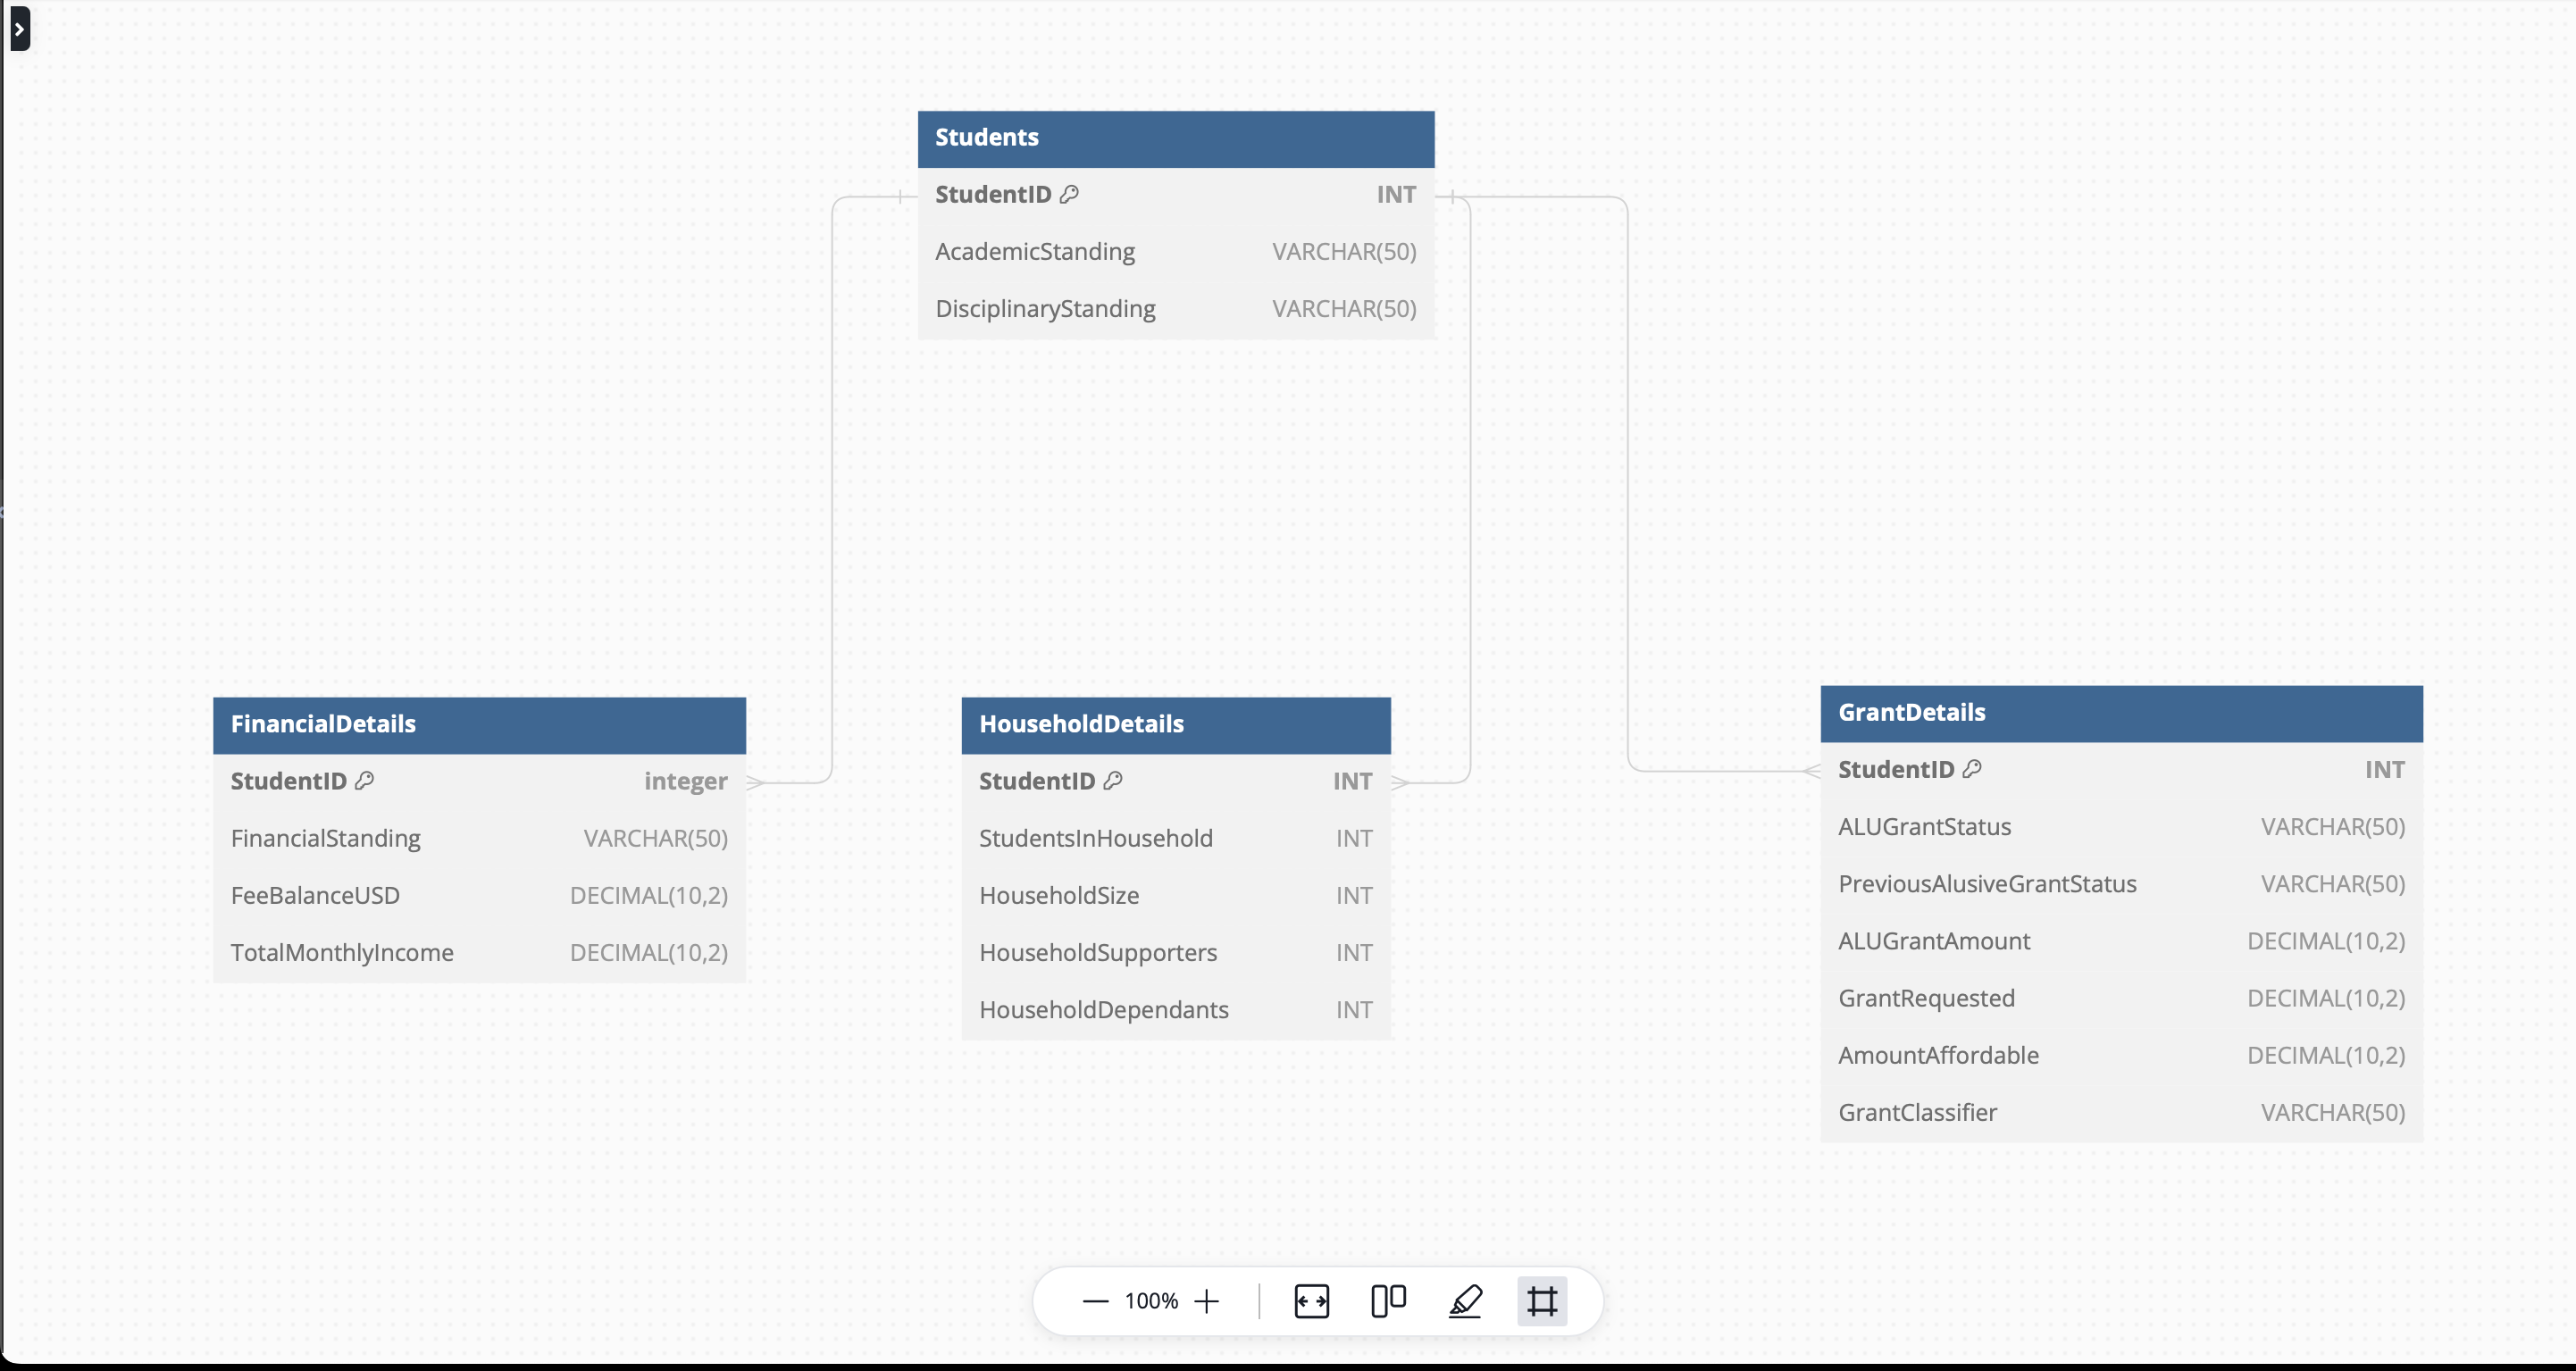 Students
StudentID INT
AcademicStanding VARCHAR(50)
DisciplinaryStanding VARCHAR(50)
FinancialDetails
StudentID integer
FinancialStanding VARCHAR(50)
FeeBalanceUSD DECIMAL(10,2)
TotalMonthlyIncome DECIMAL(10,2)
HouseholdDetails
StudentID INT
StudentsInHousehold INT
HouseholdSize INT
HouseholdSupporters INT
HouseholdDependants INT
GrantDetails
StudentID INT
ALUGrantStatus VARCHAR(50)
PreviousAlusiveGrantStatus VARCHAR(50)
ALUGrantAmount DECIMAL(10,2)
GrantRequested DECIMAL(10,2)
AmountAffordable DECIMAL(10,2)
GrantClassifier VARCHAR(50)
100%